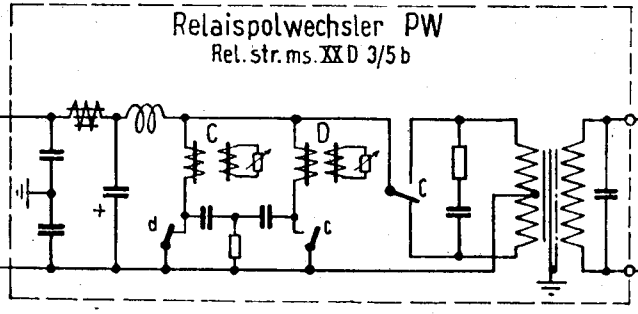 Relaispolwechsler PW
Rel. str. ms. XX D 3/5 b
C
D
C
+
d
c